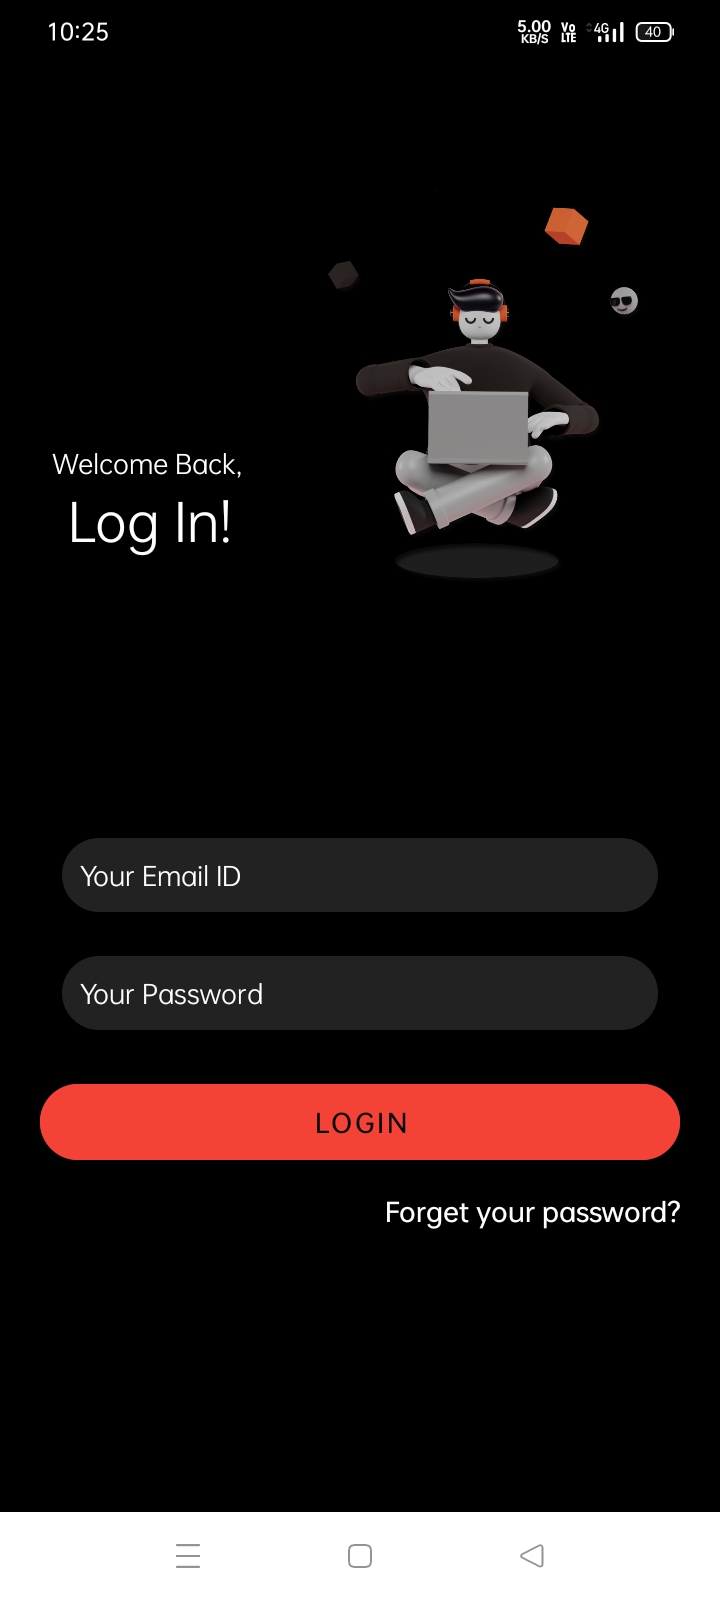 10:25
5.00 KB/S Vo LTE 4G 40
Welcome Back,
Log In!
Your Email ID
Your Password
LOGIN
Forget your password?